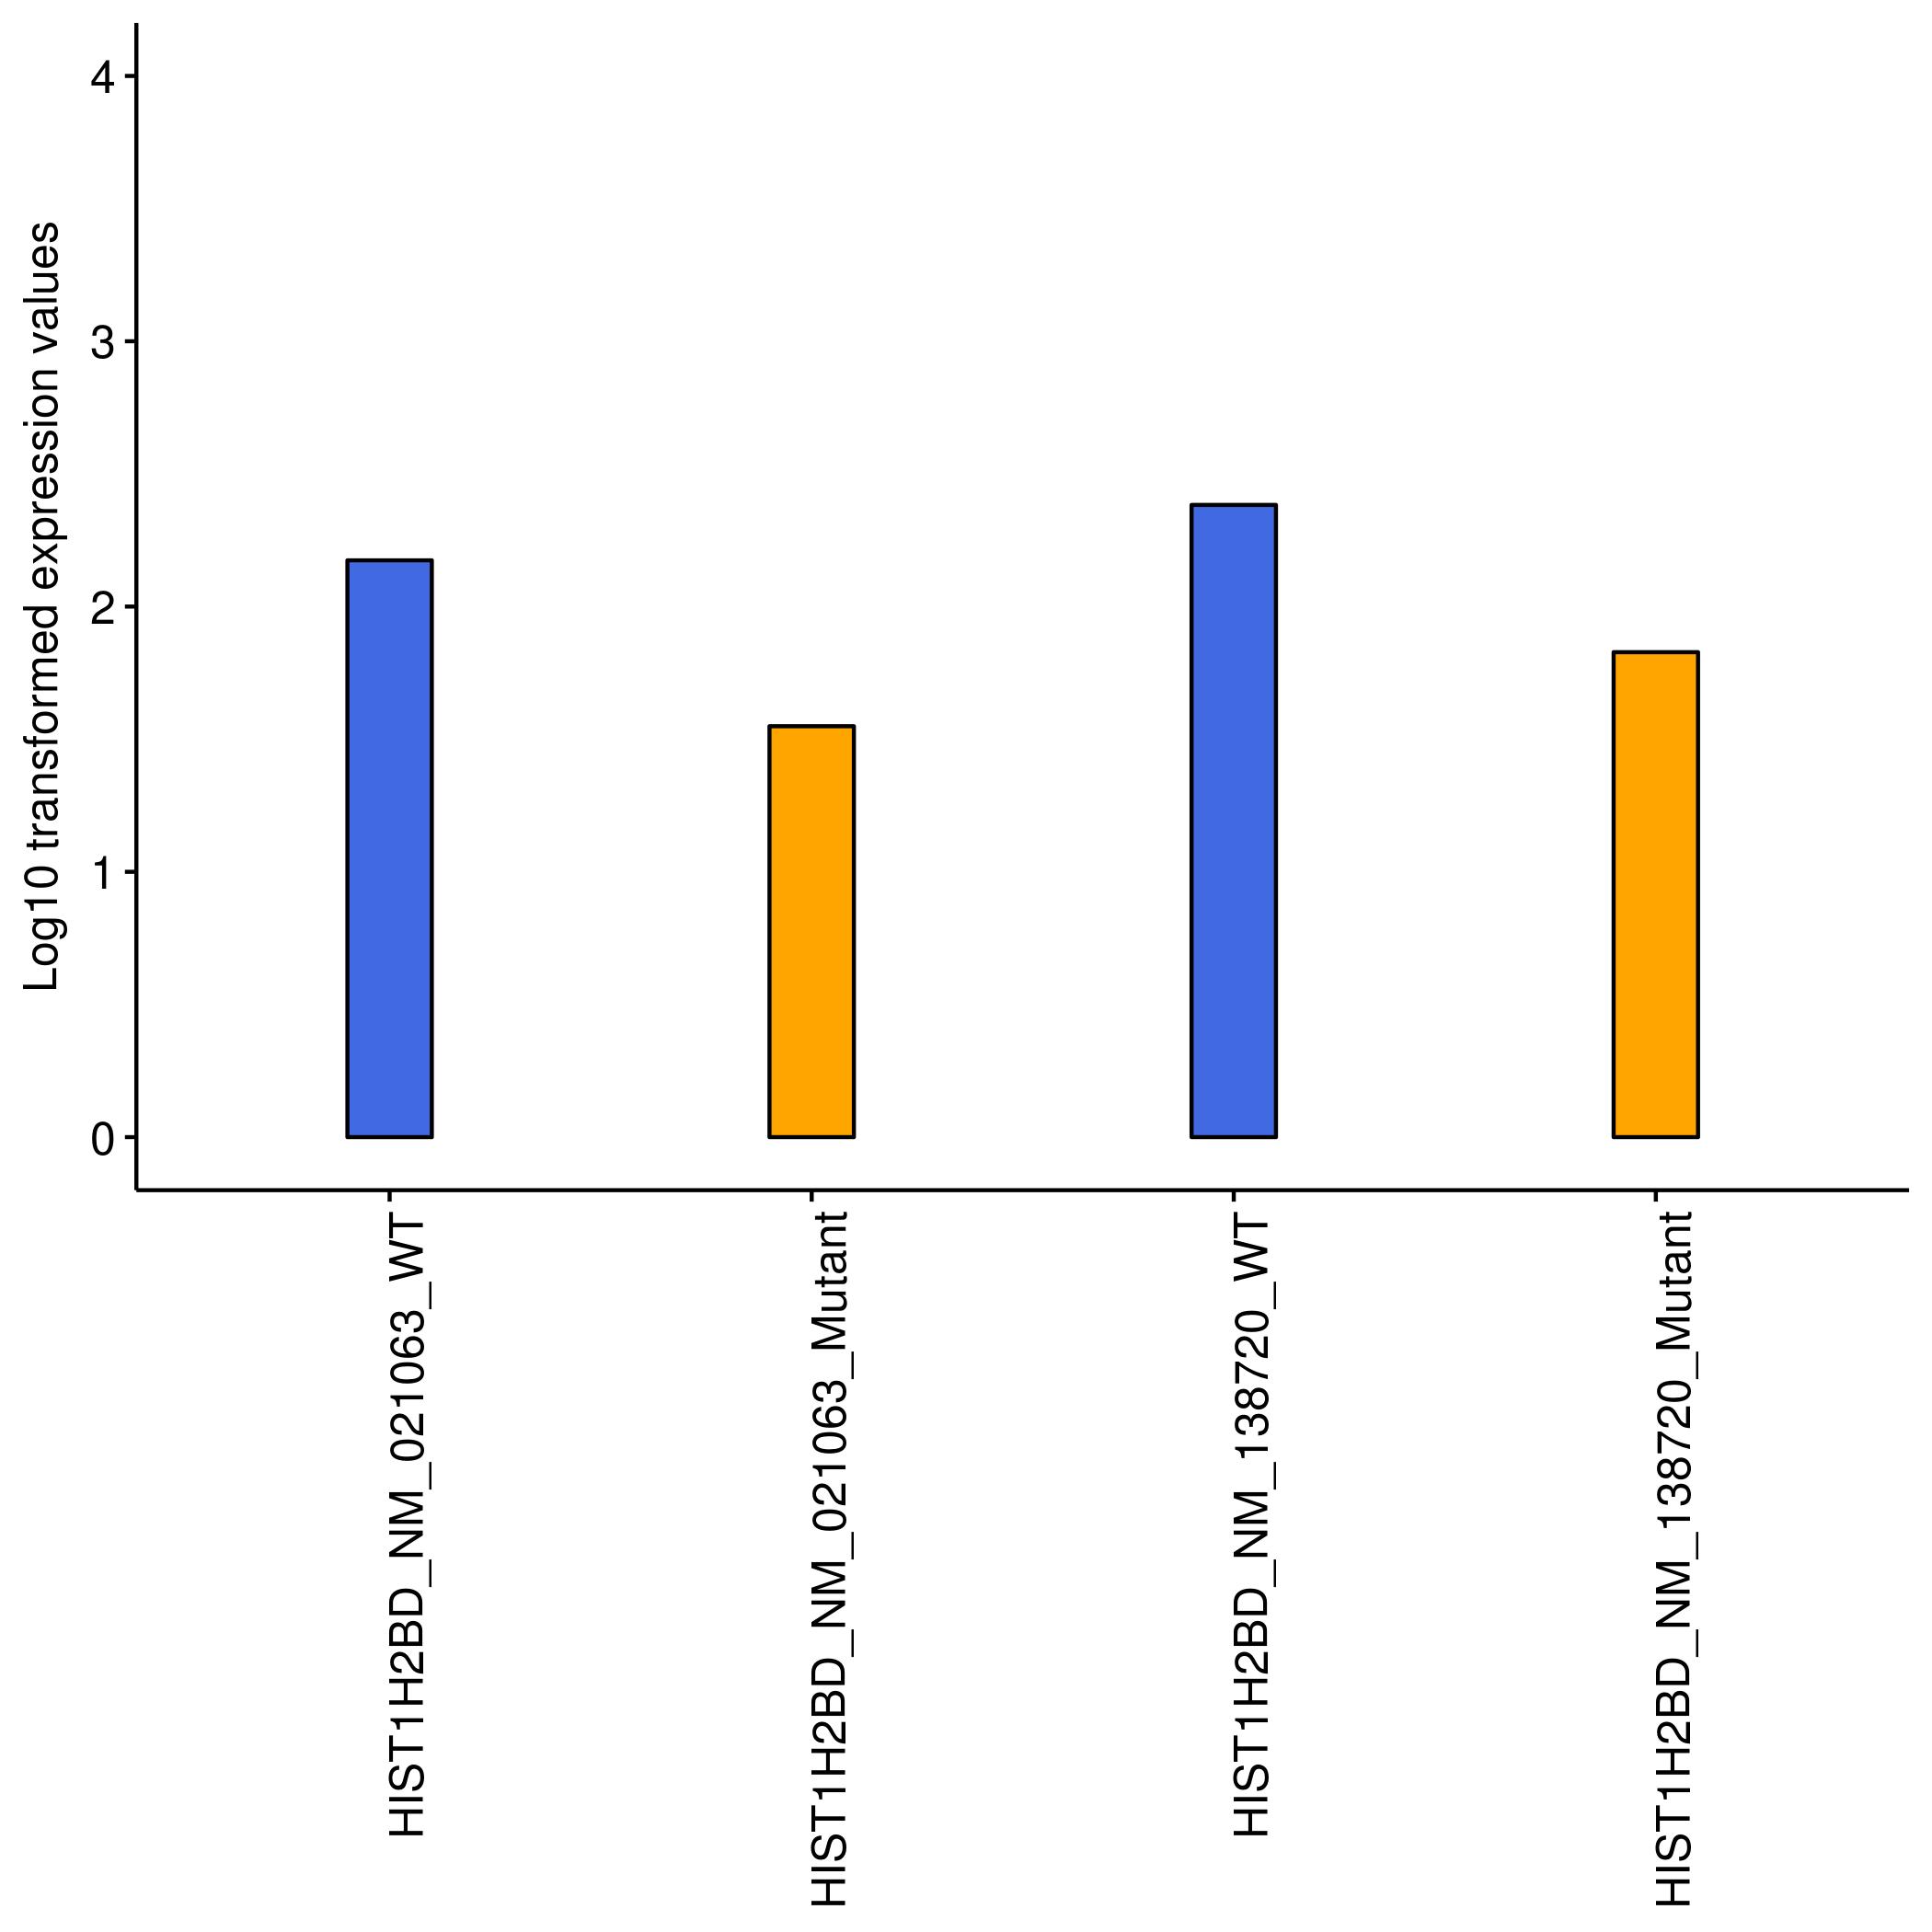 Log10 transformed expression values
4
3
2
1
0
HIST1H2BD_NM_021063_WT
HIST1H2BD_NM_021063_Mutant
HIST1H2BD_NM_138720_WT
HIST1H2BD_NM_138720_Mutant